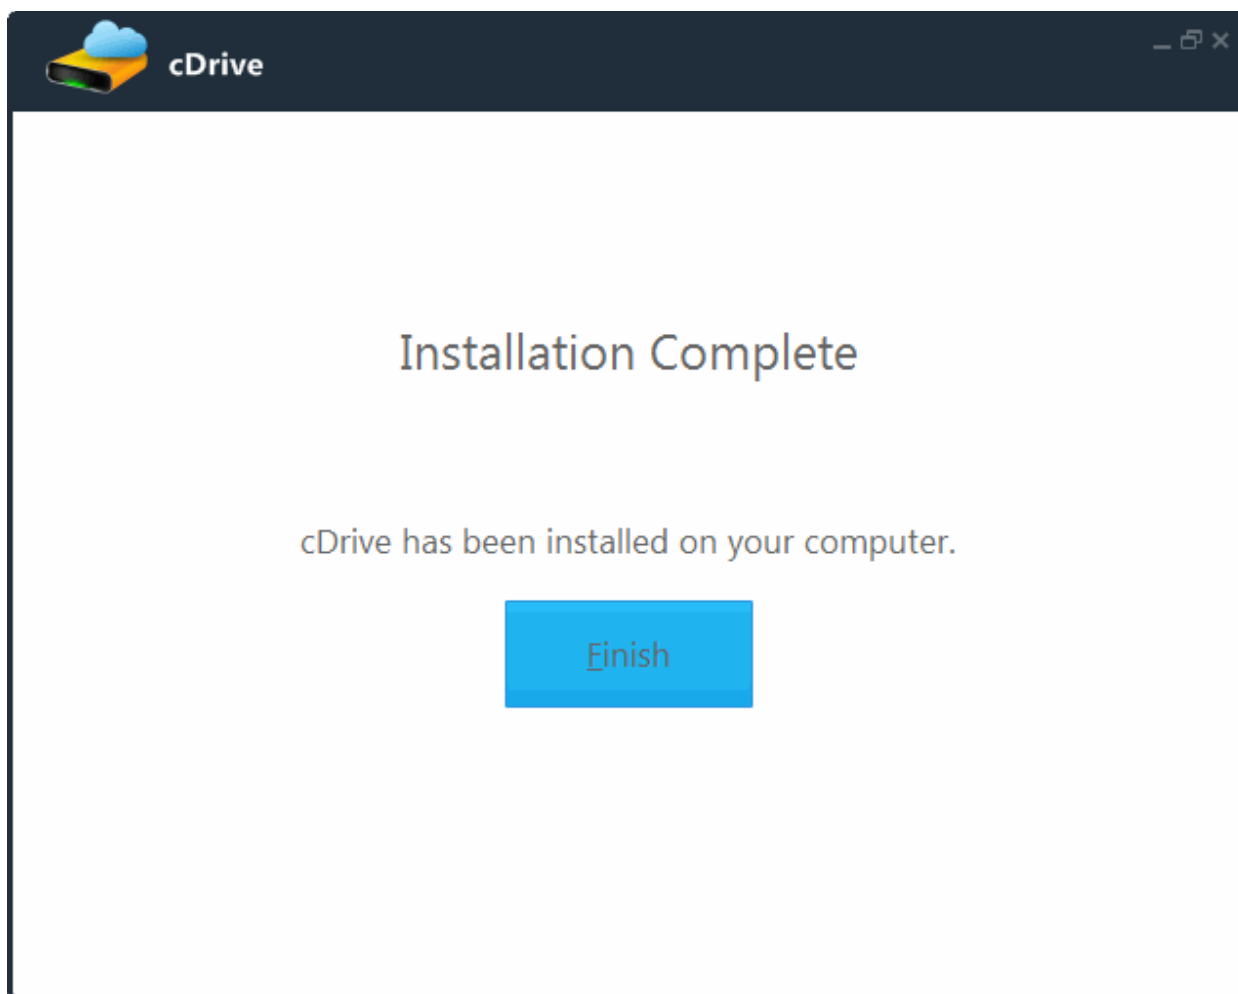 cDrive
Installation Complete
cDrive has been installed on your computer.
Finish